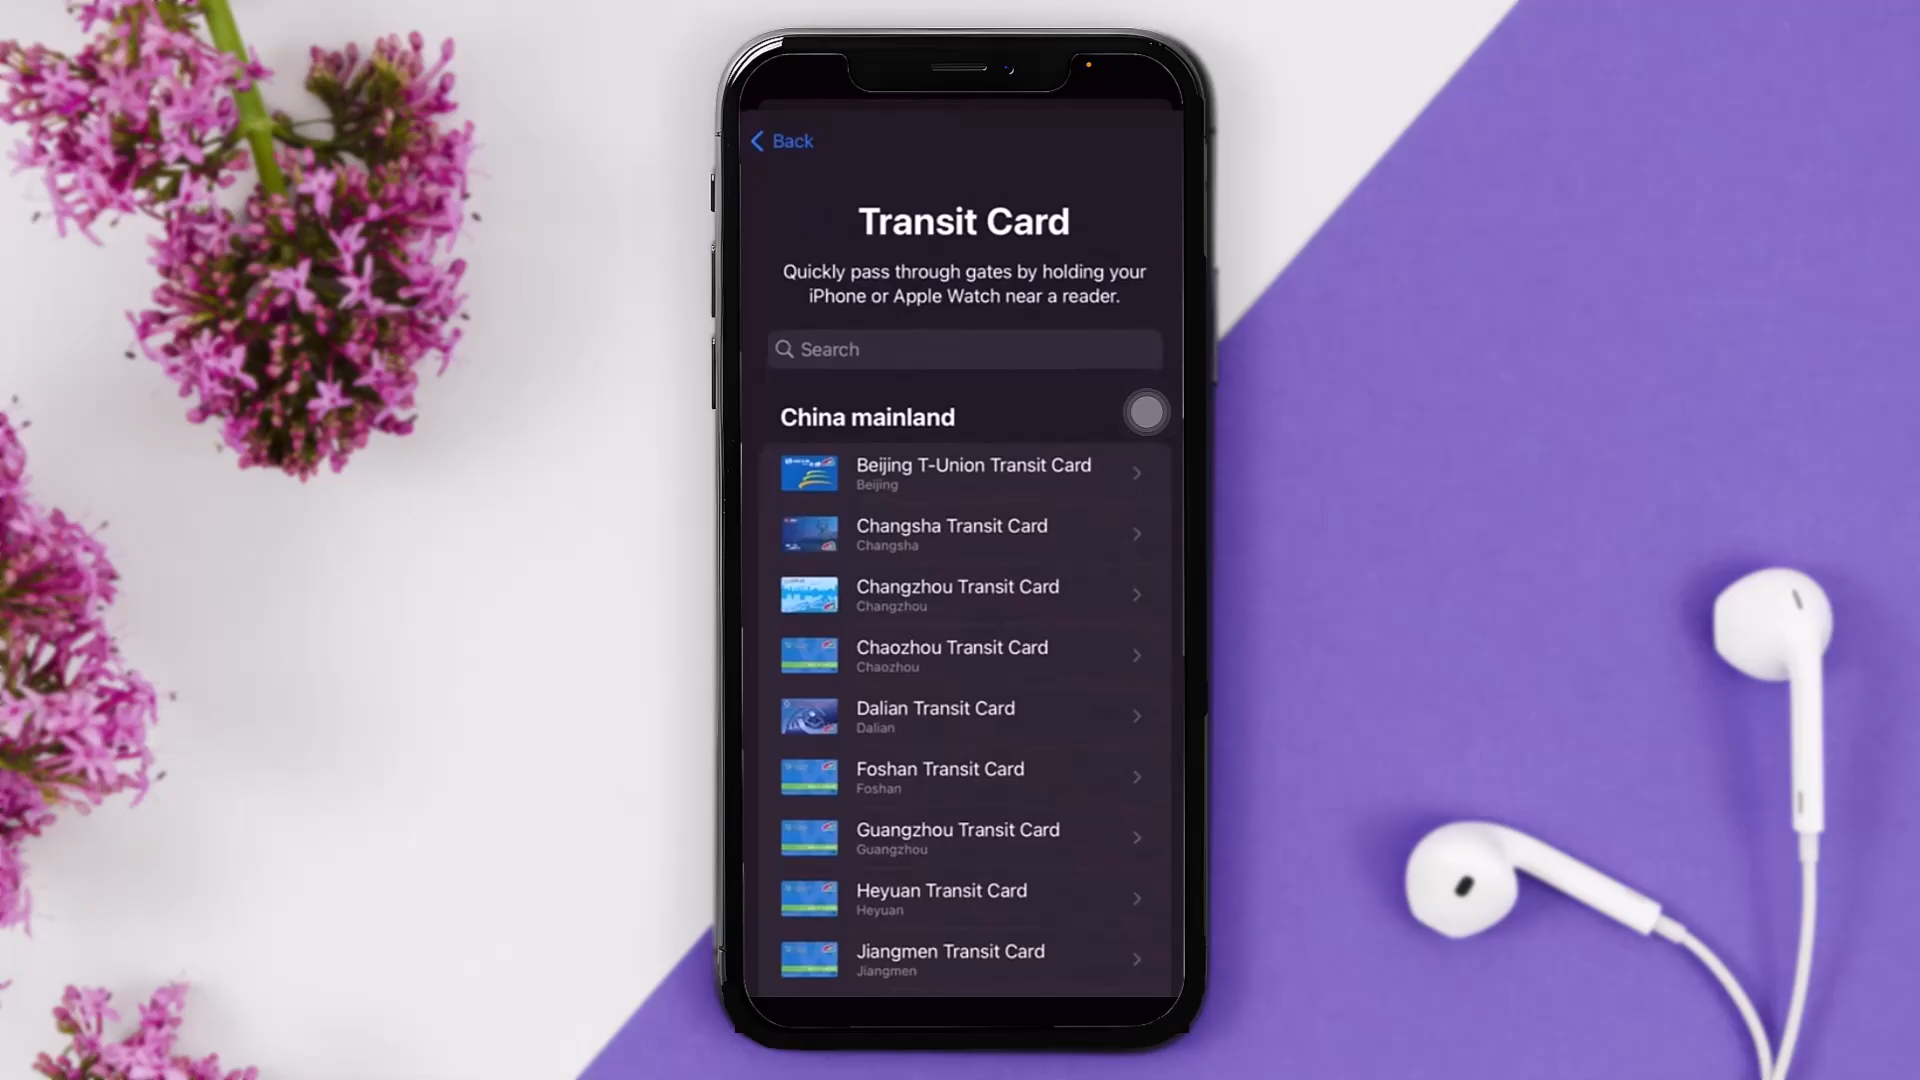 Back
Transit Card
Quickly pass through gates by holding your
iPhone or Apple Watch near a reader.
Search
China mainland
Beijing T-Union Transit Card
Beijing
Changsha Transit Card
Changsha
Changzhou Transit Card
Changzhou
Chaozhou Transit Card
Chaozhou
Dalian Transit Card
Dalian
Foshan Transit Card
Foshan
Guangzhou Transit Card
Guangzhou
Heyuan Transit Card
Heyuan
Jiangmen Transit Card
Jiangmen